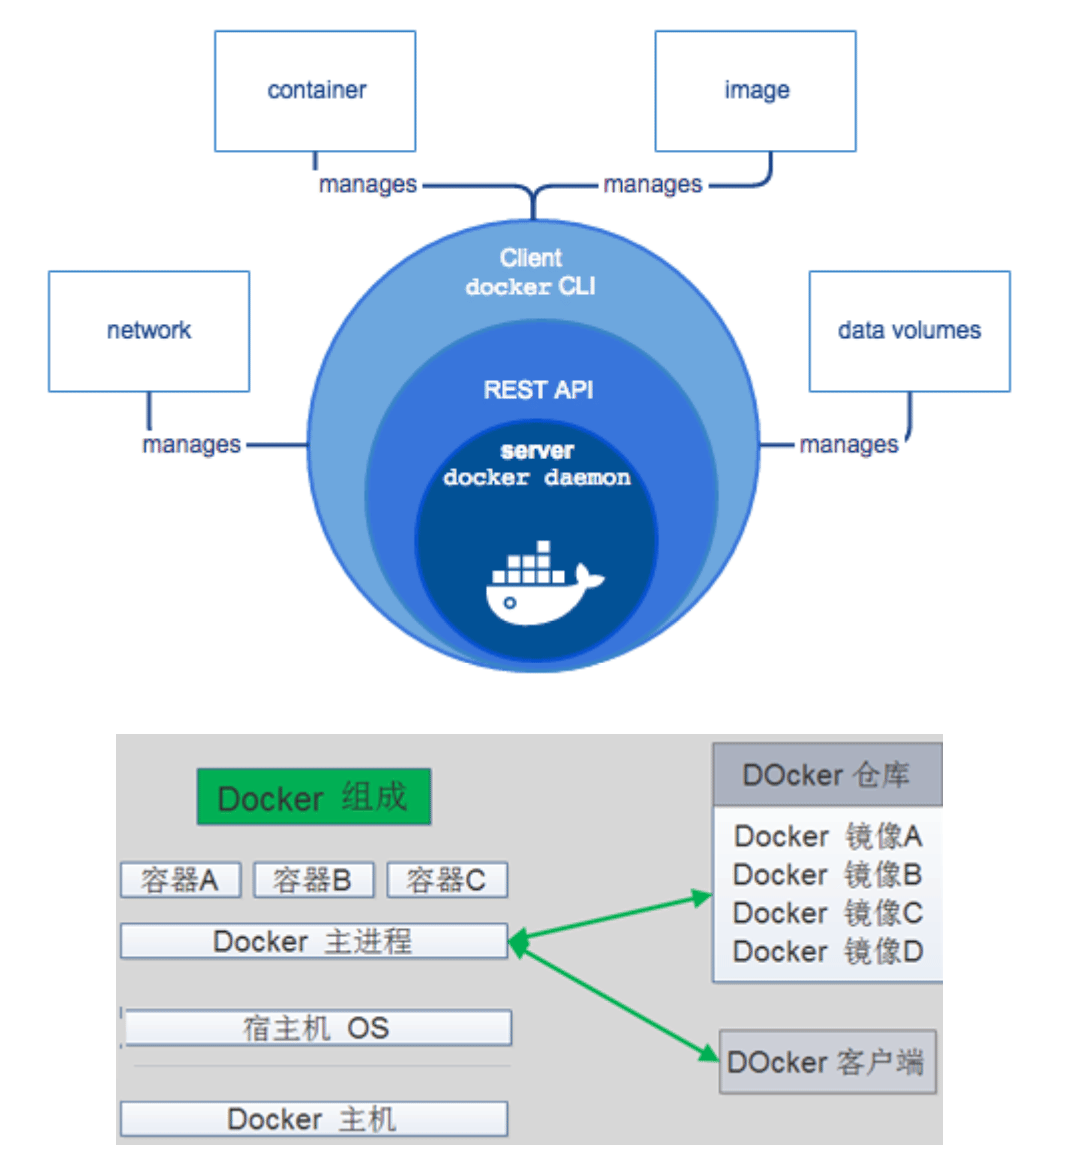 container
image
manages
manages
Client
docker CLI
network
data volumes
REST API
manages
manages
server
docker daemon
Docker 组成
DOcker 仓库
Docker 镜像A
Docker 镜像B
Docker 镜像C
Docker 镜像D
容器A
容器B
容器C
Docker 主进程
宿主机 OS
DOcker 客户端
Docker 主机